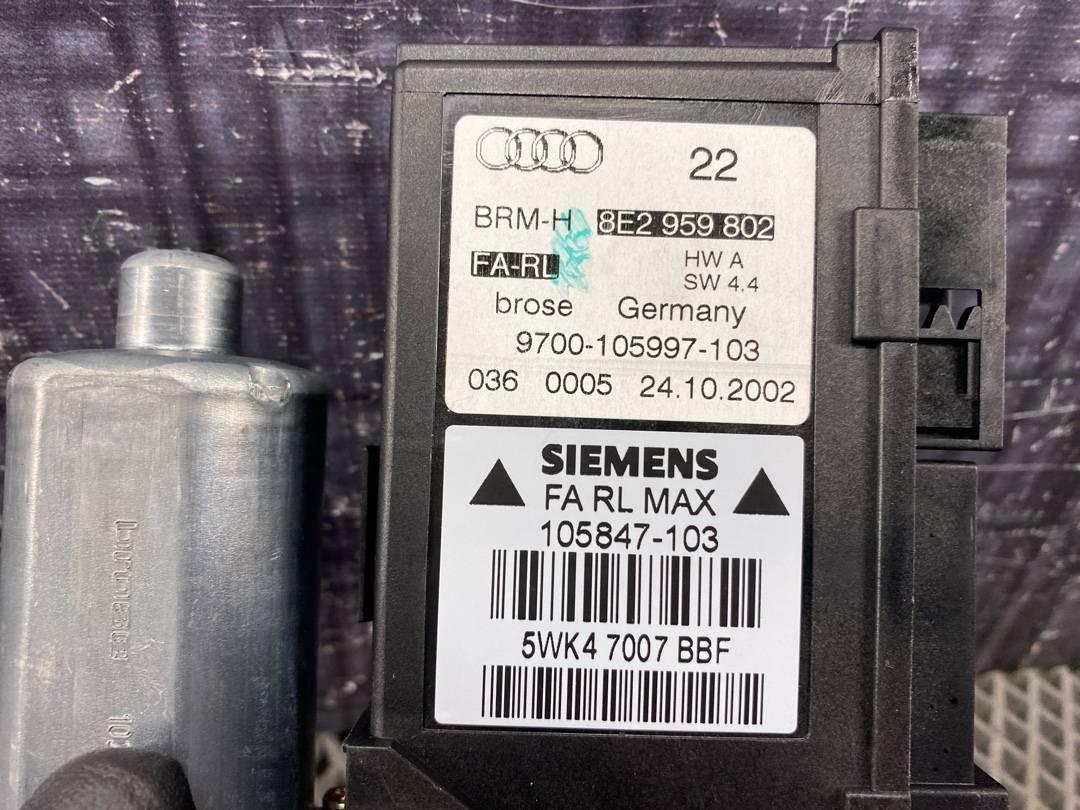 22
BRM-H 8E2 959 802
FA-RL HW A
SW 4.4
brose Germany
9700-105997-103
036 0005 24.10.2002
SIEMENS
FA RL MAX
105847-103
5WK4 7007 BBF